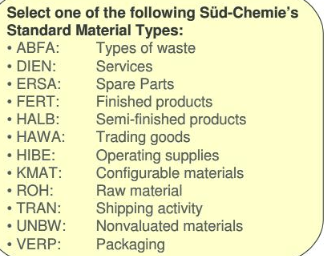 Select one of the following Süd-Chemie's
Standard Material Types:
• ABFA: Types of waste
• DIEN: Services
• ERSA: Spare Parts
• FERT: Finished products
• HALB: Semi-finished products
• HAWA: Trading goods
• HIBE: Operating supplies
• KMAT: Configurable materials
• ROH: Raw material
• TRAN: Shipping activity
• UNBW: Nonvaluated materials
• VERP: Packaging